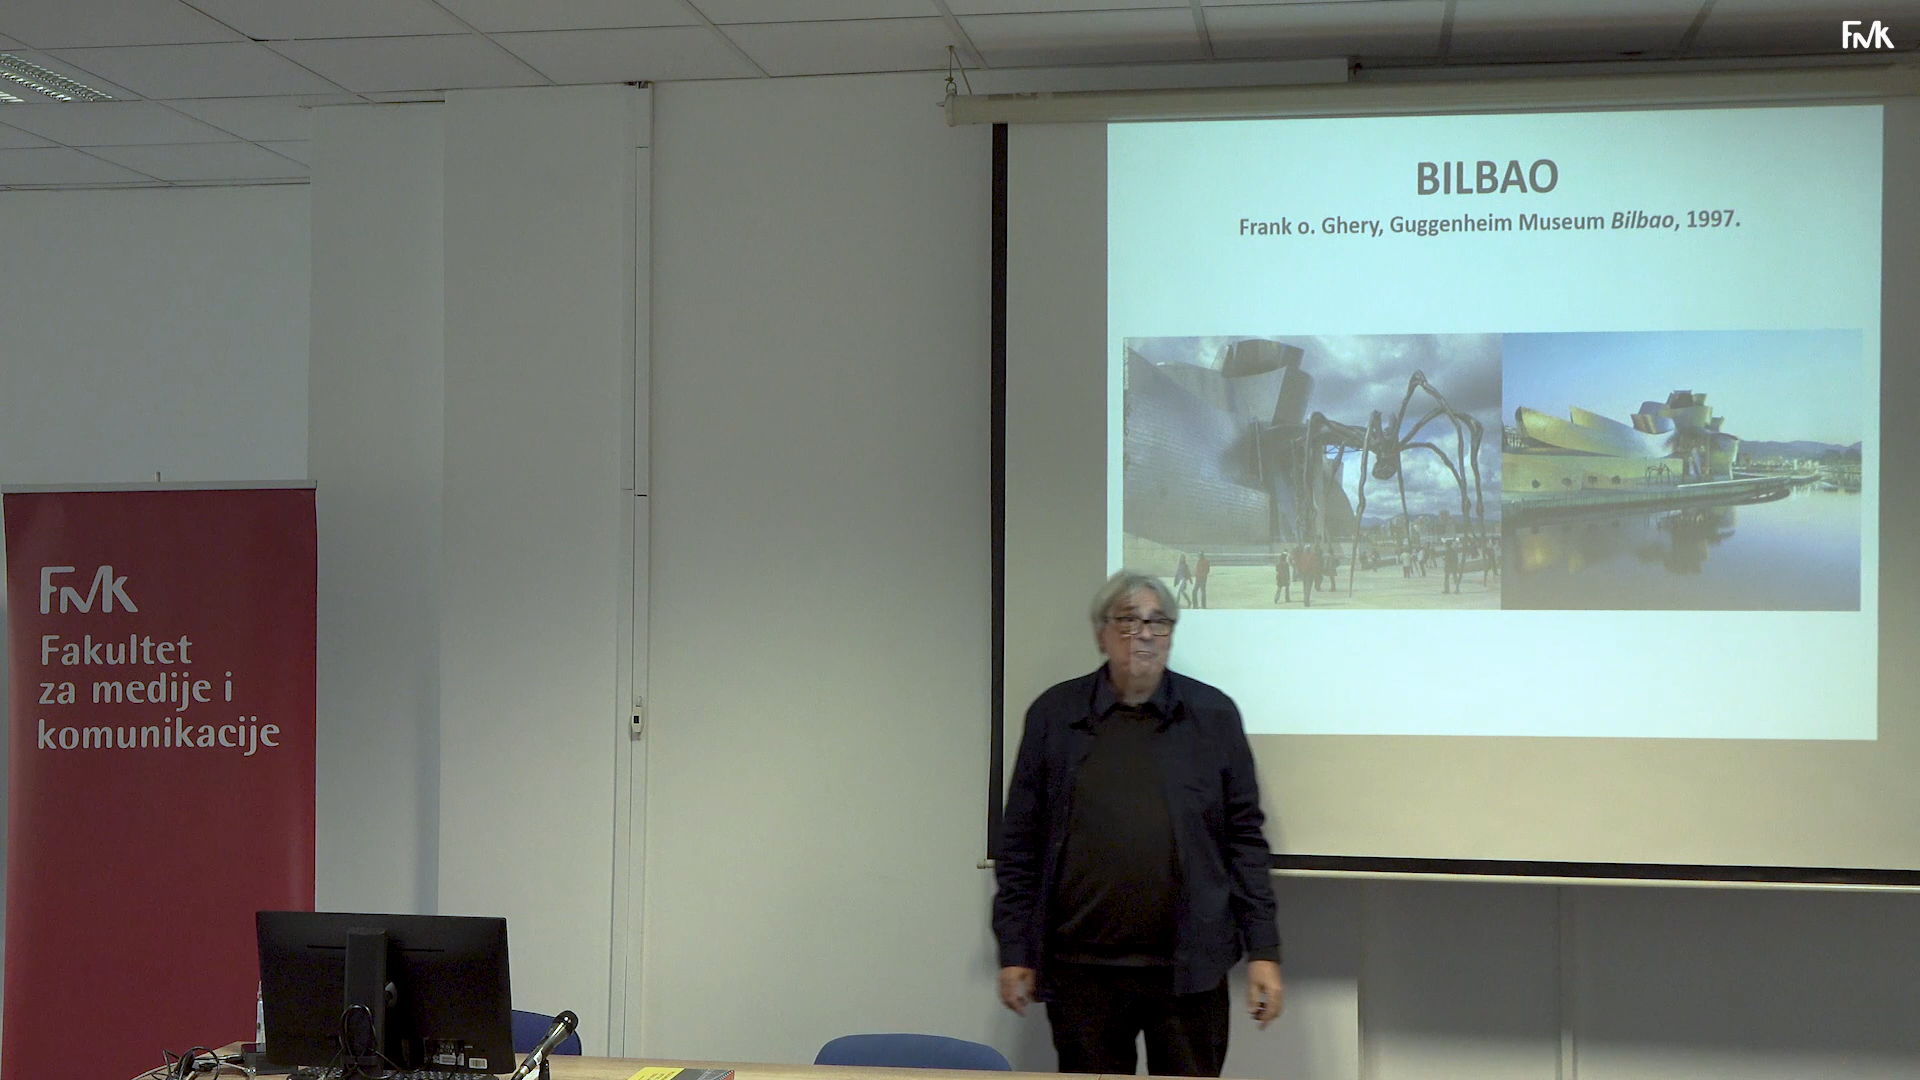 FMK
BILBAO
Frank o. Ghery, Guggenheim Museum Bilbao, 1997.
FMK
Fakultet
za medije i
komunikacije